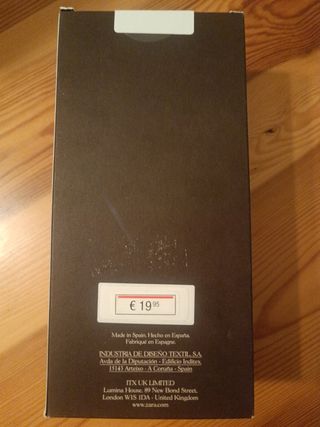 € 19 95
Made in Spain. Hecho en España.
Fabriqué en Espagne.
INDUSTRIA DE DISEÑO TEXTIL, S.A.
Avda de la Diputación - Edificio Inditex,
15143 Arteixo - A Coruña - Spain
ITX UK LIMITED
Lumina House, 89 New Bond Street,
London W1S 1DA - United Kingdom
www.zara.com